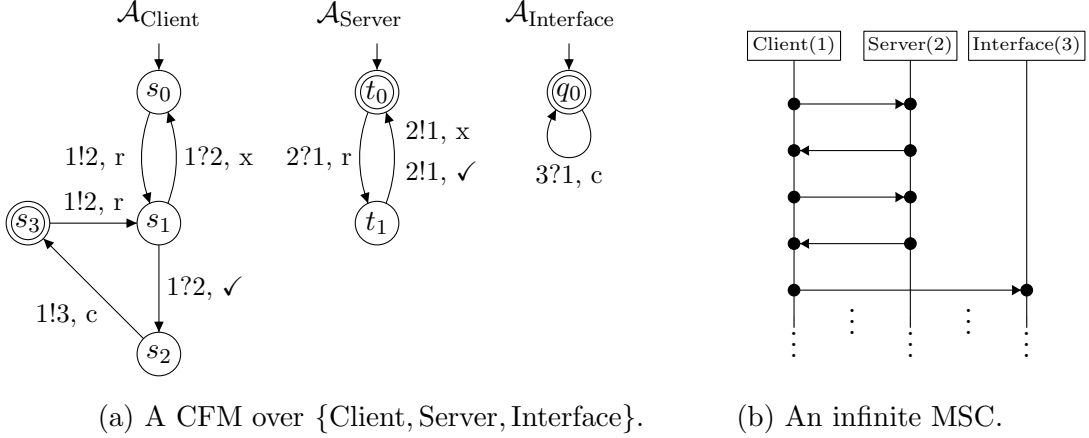 𝒜Client 𝒜Server 𝒜Interface
Client(1) Server(2) Interface(3)
s₀ t₀ q₀
2!1, x
1!2, r 1?2, x 2?1, r 2!1, ✓
3?1, c
1!2, r
s₃ s₁ t₁
1?2, ✓
1!3, c
s₂
(a) A CFM over {Client, Server, Interface}. (b) An infinite MSC.